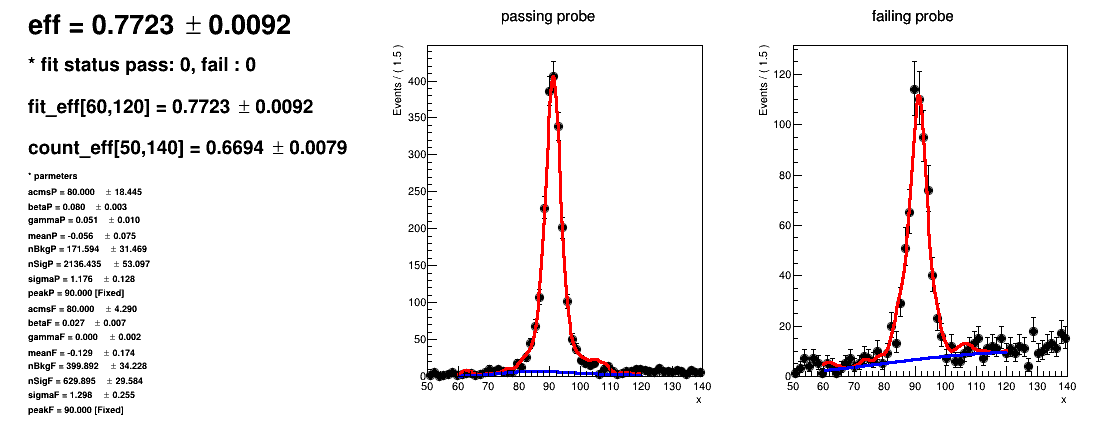 eff = 0.7723 ± 0.0092
* fit status pass: 0, fail : 0
fit_eff[60,120] = 0.7723 ± 0.0092
count_eff[50,140] = 0.6694 ± 0.0079
* parmeters
acmsP = 80.000 ± 18.445
betaP = 0.080 ± 0.003
gammaP = 0.051 ± 0.010
meanP = -0.056 ± 0.075
nBkgP = 171.594 ± 31.469
nSigP = 2136.435 ± 53.097
sigmaP = 1.176 ± 0.128
peakP = 90.000 [Fixed]
acmsF = 80.000 ± 4.290
betaF = 0.027 ± 0.007
gammaF = 0.000 ± 0.002
meanF = -0.129 ± 0.174
nBkgF = 399.892 ± 34.228
nSigF = 629.895 ± 29.584
sigmaF = 1.298 ± 0.255
peakF = 90.000 [Fixed]
passing probe
Events / ( 1.5 )
400
350
300
250
200
150
100
50
0
50 60 70 80 90 100 110 120 130 140
x
failing probe
Events / ( 1.5 )
120
100
80
60
40
20
0
50 60 70 80 90 100 110 120 130 140
x